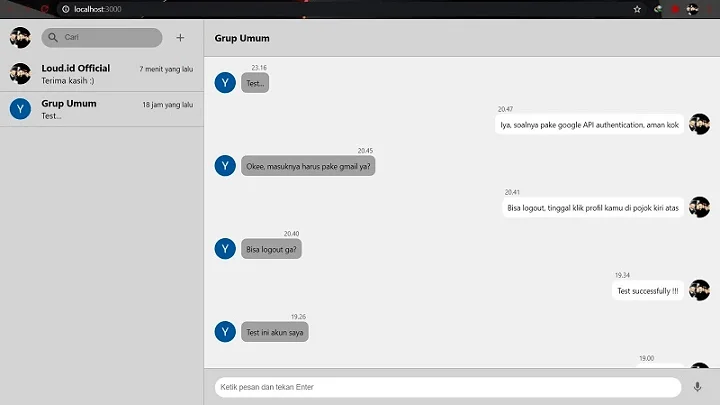 localhost:3000
Cari
Loud.id Official
7 menit yang lalu
Terima kasih :)
Grup Umum
18 jam yang lalu
Test...
Grup Umum
23.16
Y
Test...
20.47
Iya, soalnya pake google API authentication, aman kok
20.45
Y
Okee, masuknya harus pake gmail ya?
20.41
Bisa logout, tinggal klik profil kamu di pojok kiri atas
20.40
Y
Bisa logout ga?
19.34
Test successfully !!!
19.26
Y
Test ini akun saya
19.00
Ketik pesan dan tekan Enter